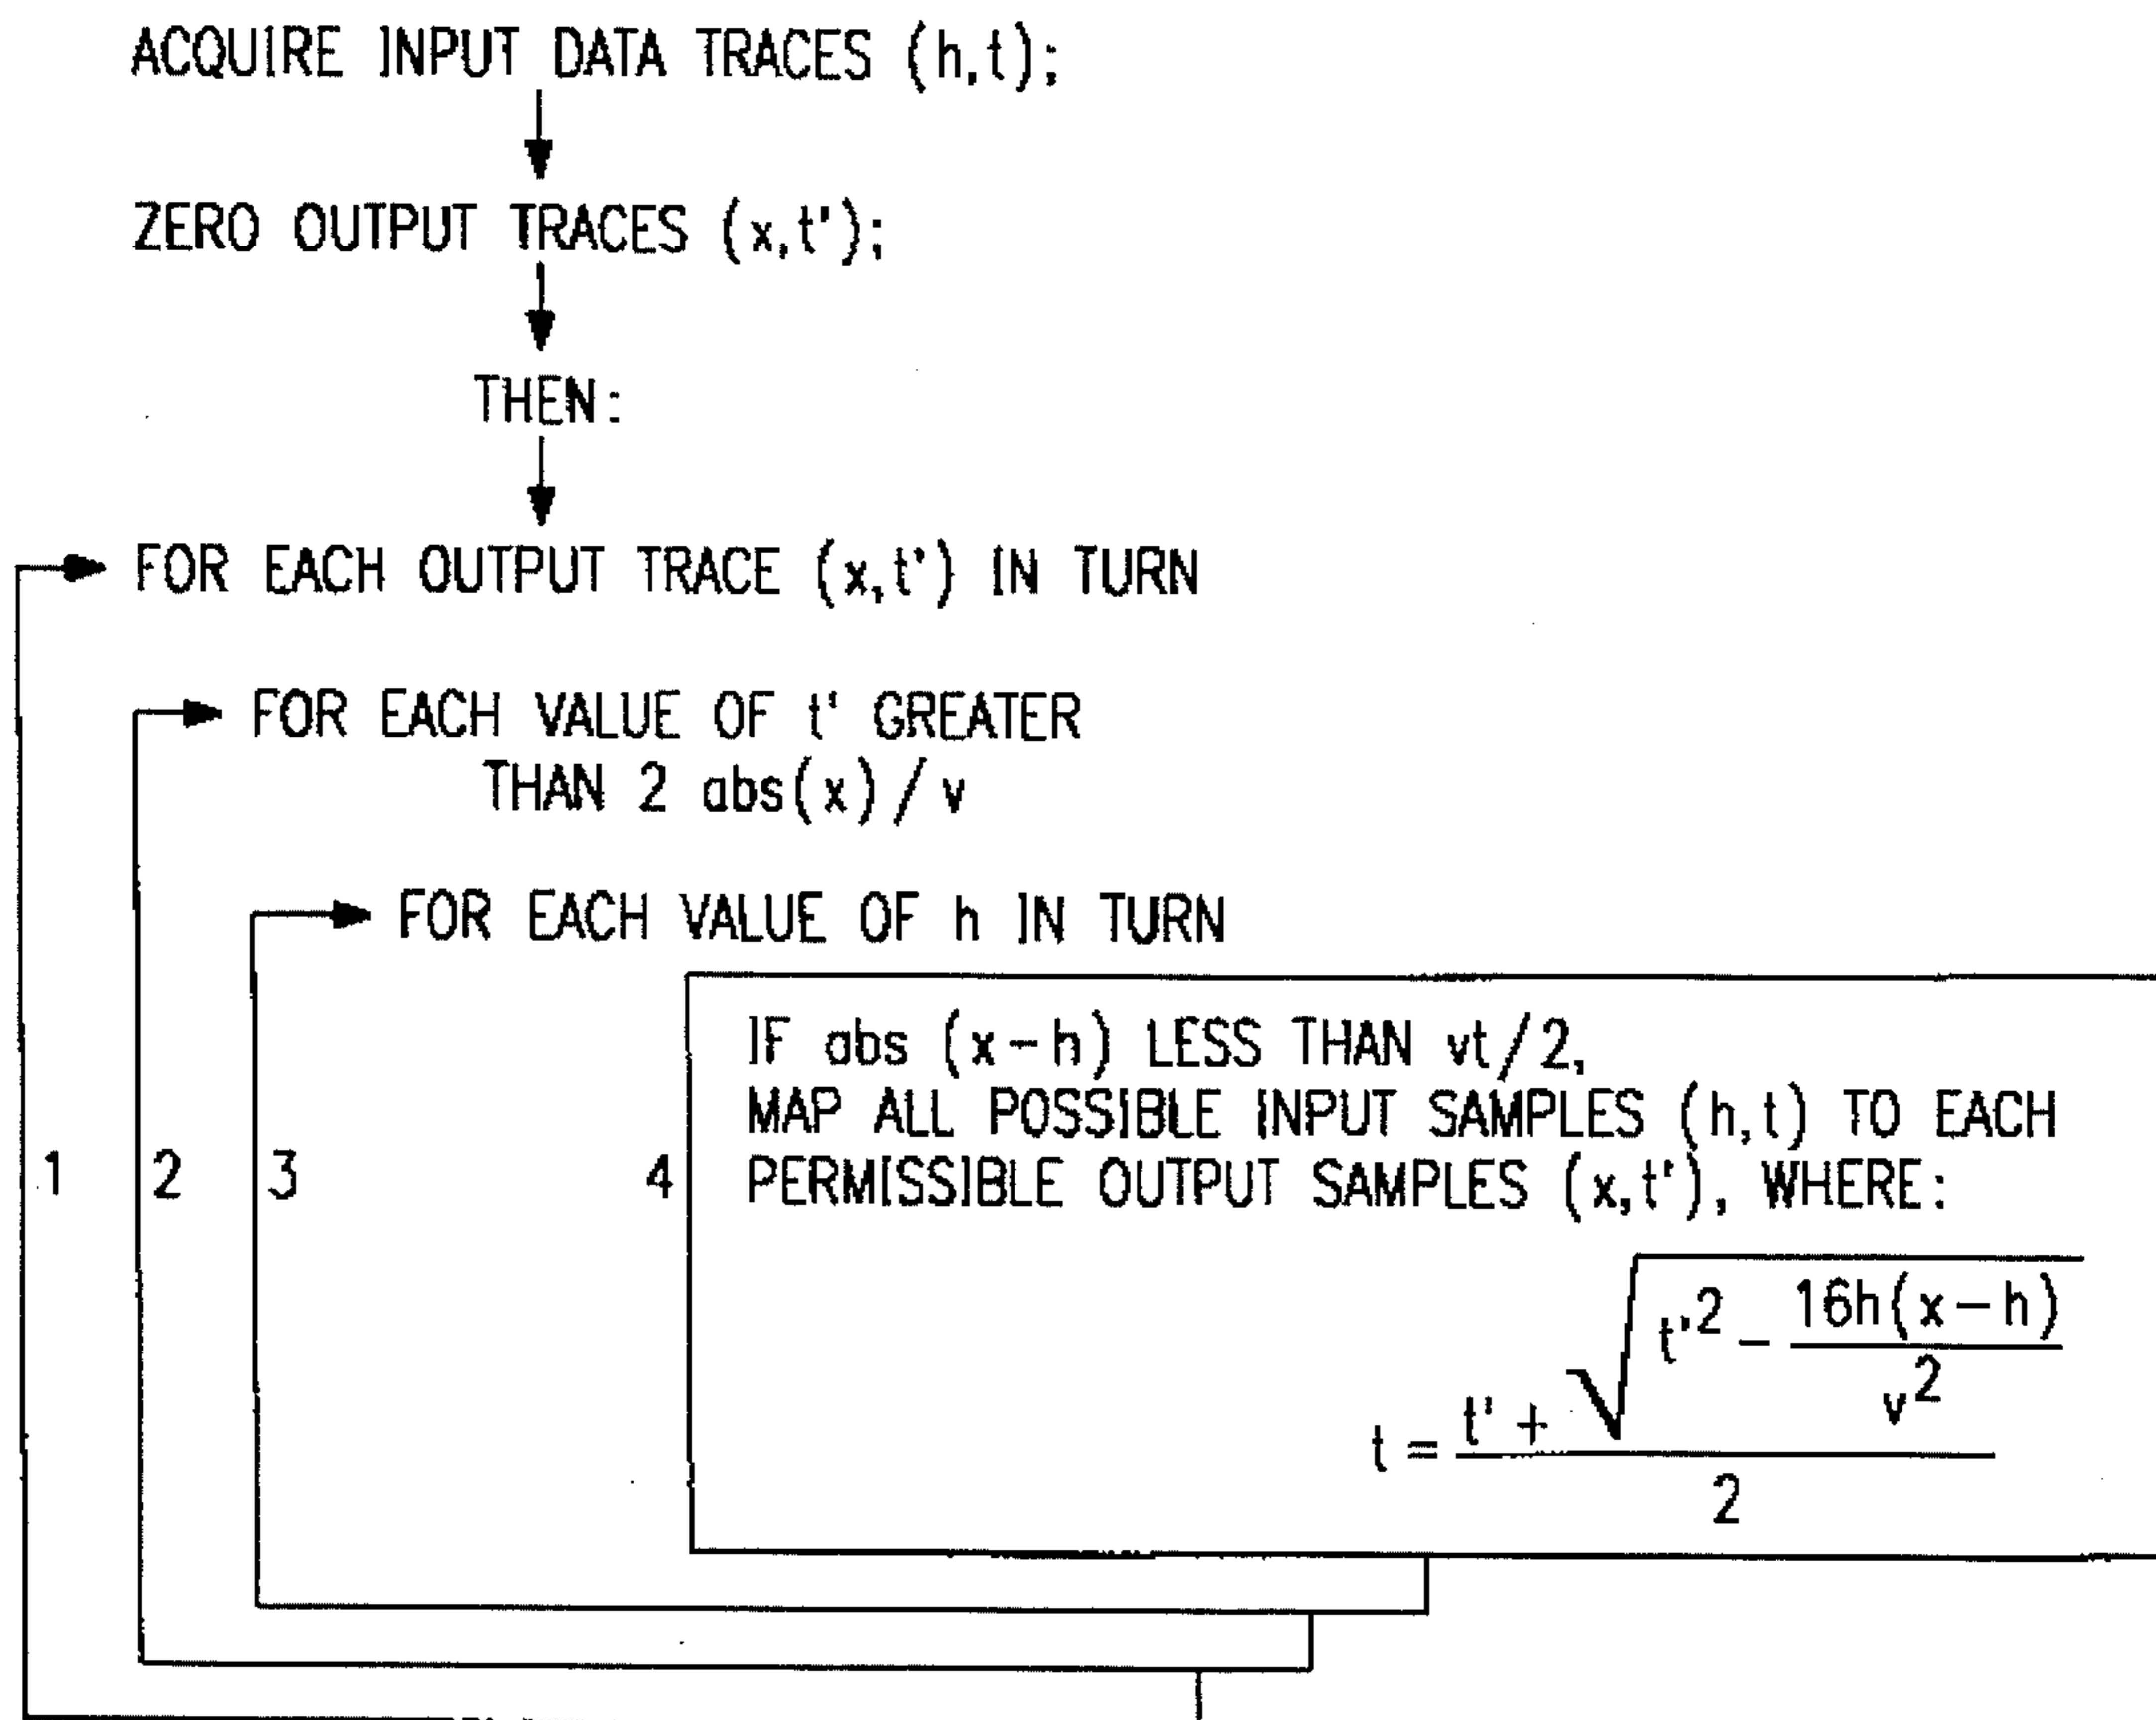 ACQUIRE INPUT DATA TRACES (h,t);
ZERO OUTPUT TRACES (x,t');
THEN:
FOR EACH OUTPUT TRACE (x,t') IN TURN
FOR EACH VALUE OF t' GREATER
THAN 2 abs(x)/v
FOR EACH VALUE OF h IN TURN
IF abs (x-h) LESS THAN vt/2,
MAP ALL POSSIBLE INPUT SAMPLES (h,t) TO EACH
PERMISSIBLE OUTPUT SAMPLES (x,t'), WHERE:
1 2 3 4
t = (t' + √(t'² - 16h(x-h)/v²))/2